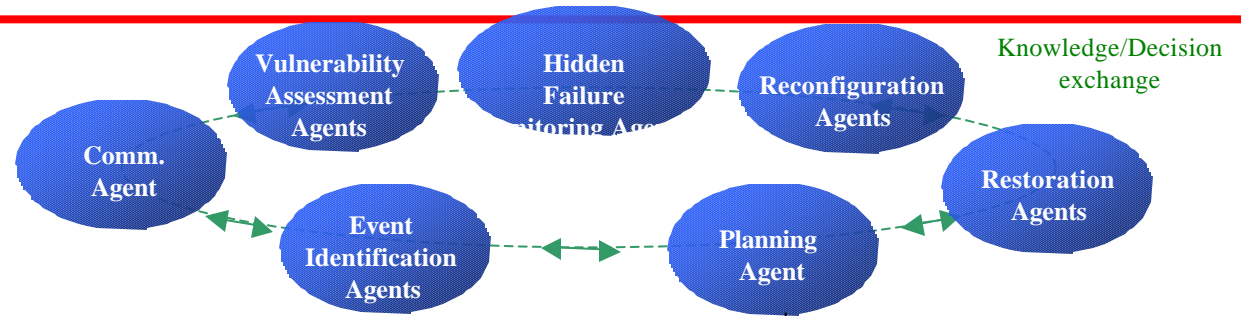 Vulnerability
Assessment
Agents
Hidden
Failure
Reconfiguration
Agents
Knowledge/Decision
exchange
Comm.
Agent
Restoration
Agents
Event
Identification
Agents
Planning
Agent